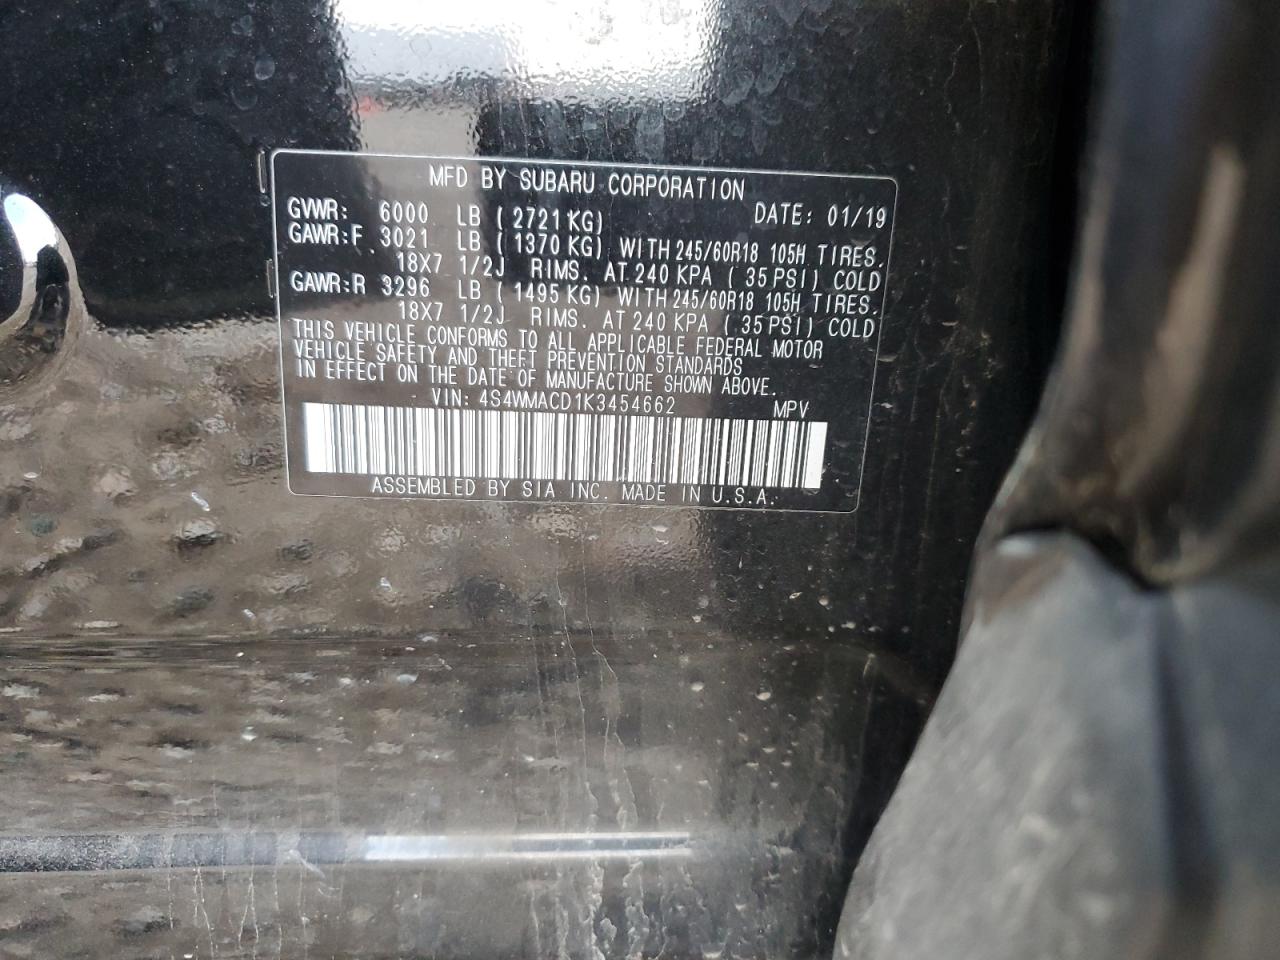 MFD BY SUBARU CORPORATION
GVWR: 6000 LB ( 2721 KG) DATE: 01/19
GAWR:F 3021 LB ( 1370 KG) WITH 245/60R18 105H TIRES.
18X7 1/2J RIMS. AT 240 KPA ( 35 PSI) COLD
GAWR:R 3296 LB ( 1495 KG) WITH 245/60R18 105H TIRES.
18X7 1/2J RIMS. AT 240 KPA ( 35 PSI) COLD
THIS VEHICLE CONFORMS TO ALL APPLICABLE FEDERAL MOTOR
VEHICLE SAFETY AND THEFT PREVENTION STANDARDS
IN EFFECT ON THE DATE OF MANUFACTURE SHOWN ABOVE.
VIN: 4S4WMACD1K3454662 MPV
ASSEMBLED BY SIA INC. MADE IN U.S.A.